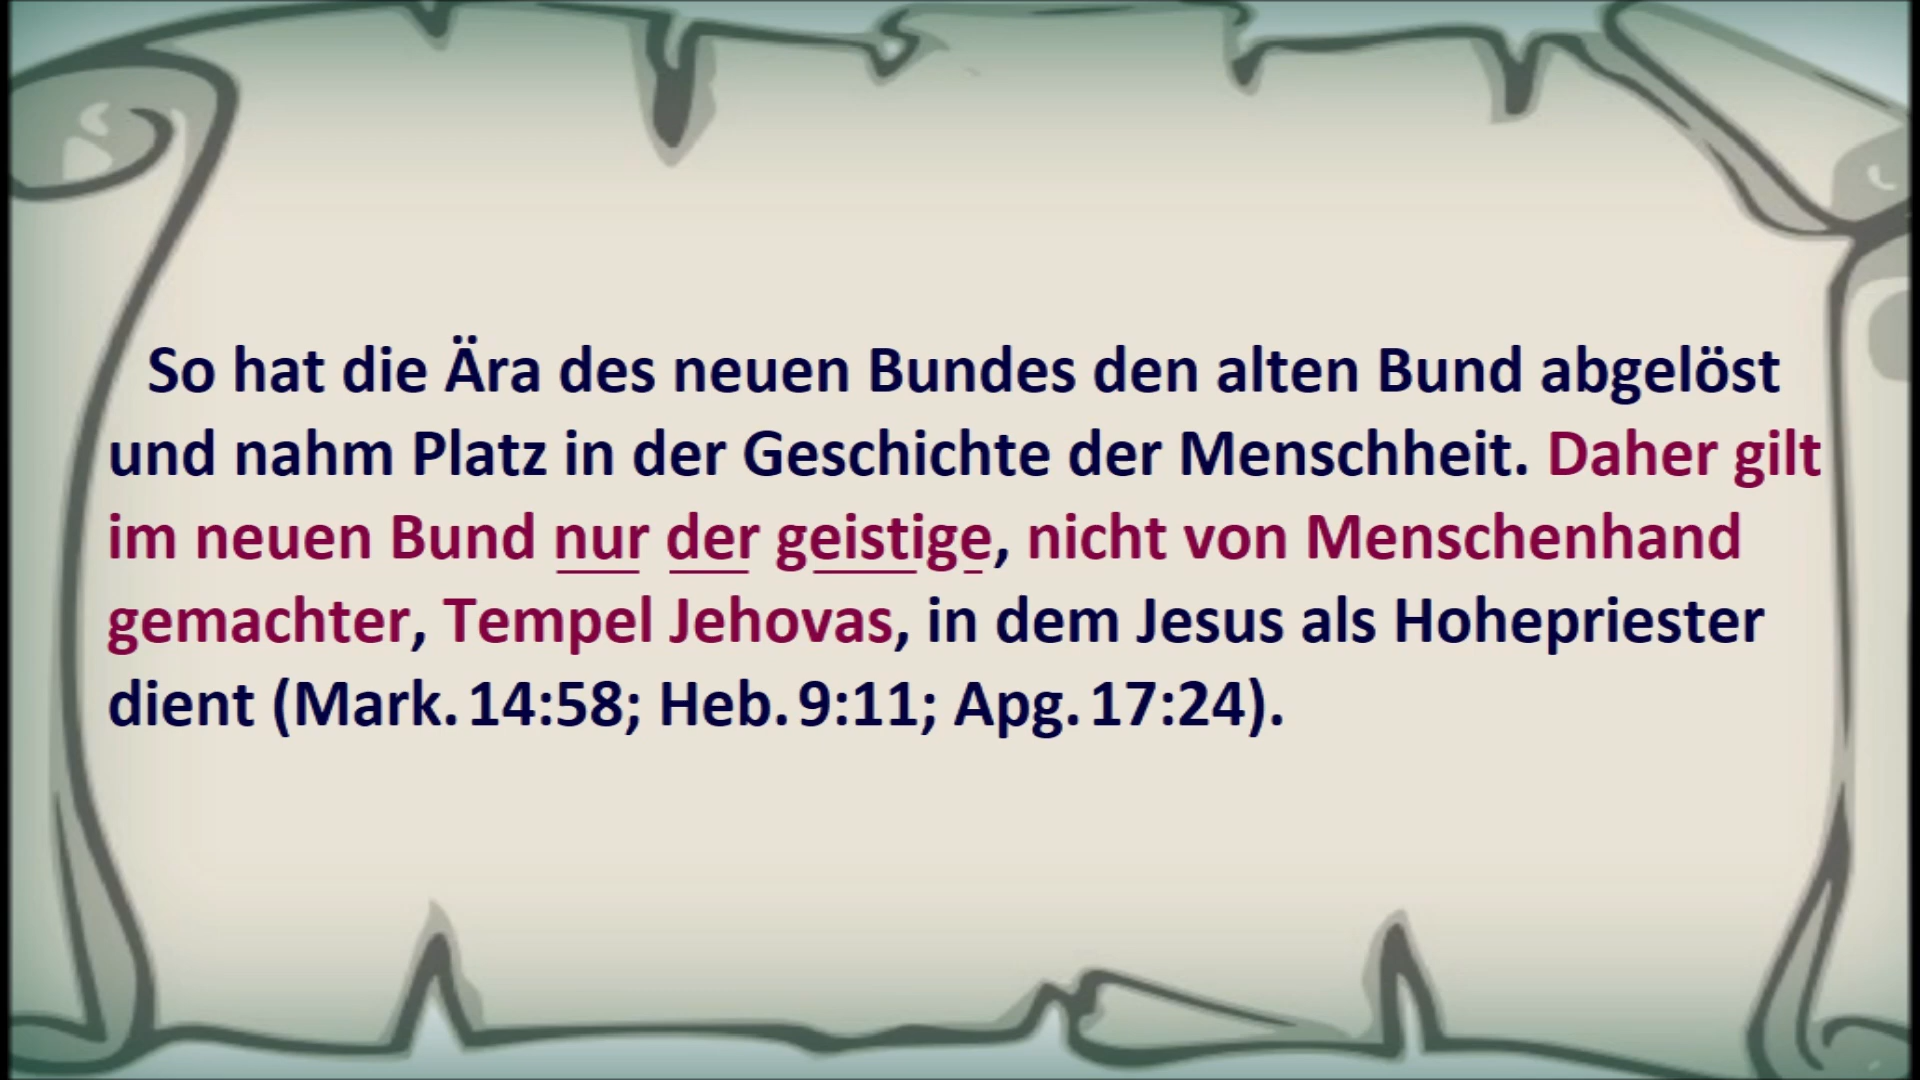 So hat die Ära des neuen Bundes den alten Bund abgelöst
und nahm Platz in der Geschichte der Menschheit. Daher gilt
im neuen Bund nur der geistige, nicht von Menschenhand
gemachter, Tempel Jehovas, in dem Jesus als Hohepriester
dient (Mark. 14:58; Heb. 9:11; Apg. 17:24).